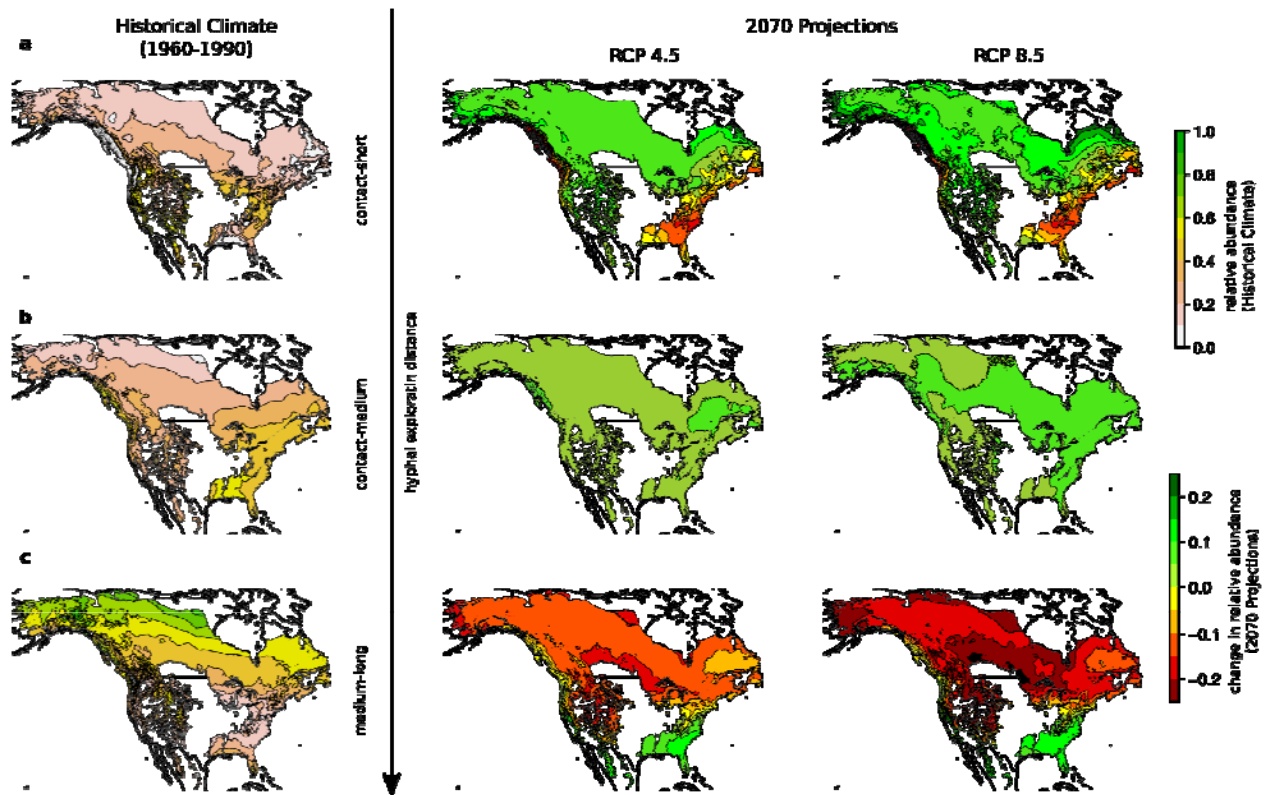 Historical Climate
(1960-1990)
2070 Projections
RCP 4.5
RCP 8.5
a
contact-short
1.0
0.8
0.6
0.4
0.2
0.0
relative abundance
(Historical Climate)
b
contact-medium
hyphal exploratin distance
c
medium-long
0.2
0.1
0.0
-0.1
-0.2
change in relative abundance
(2070 Projections)